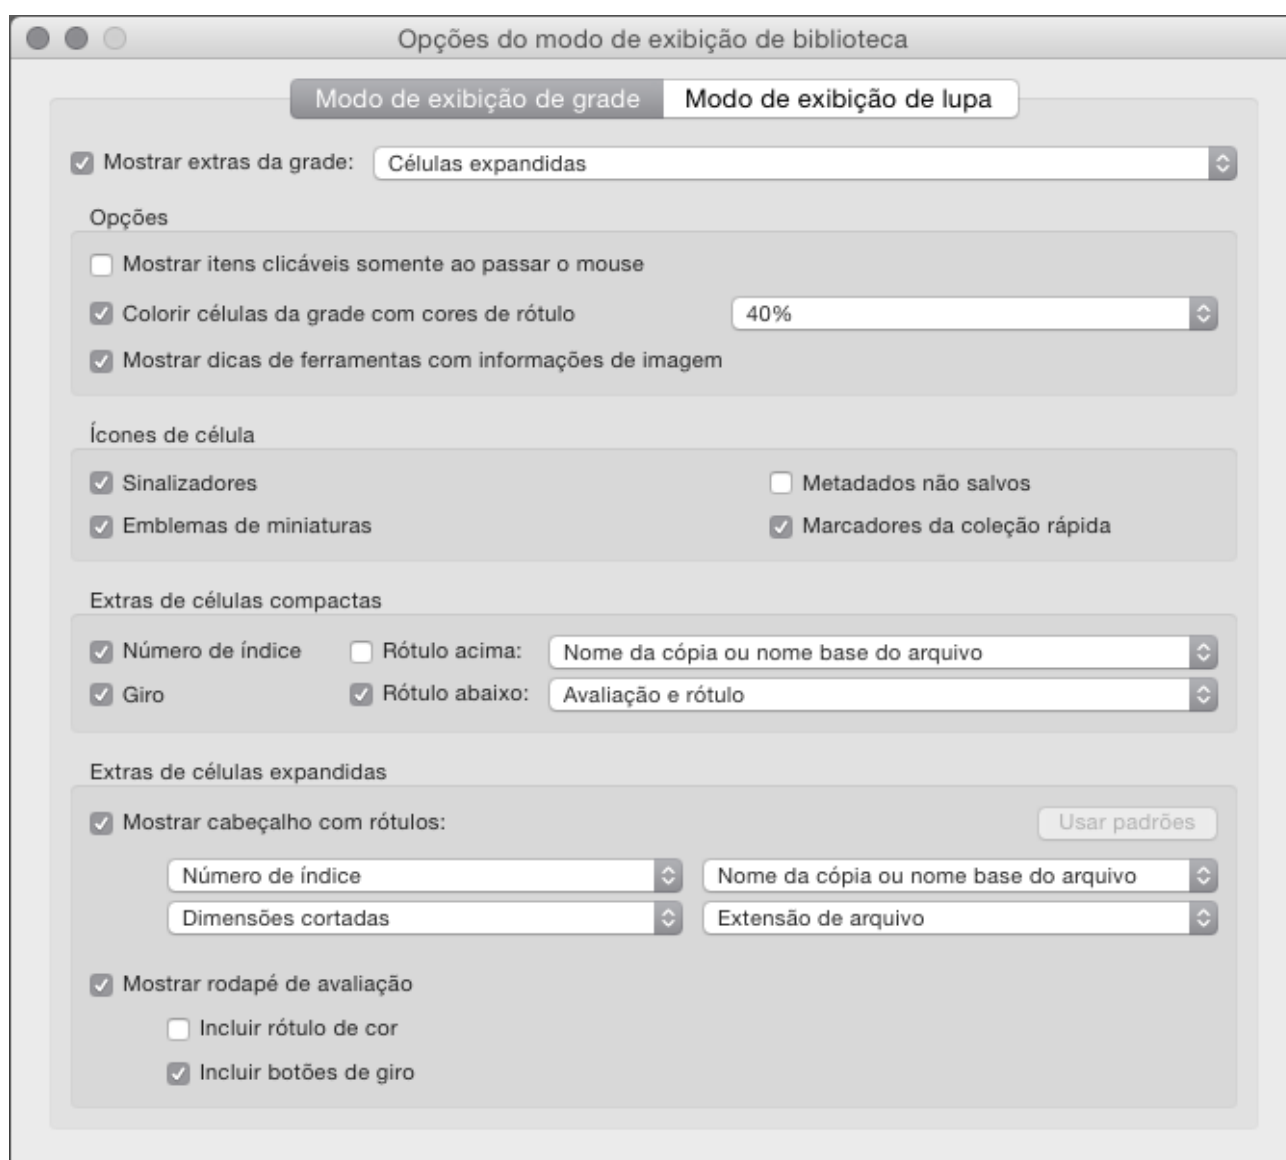 Opções do modo de exibição de biblioteca
Modo de exibição de grade Modo de exibição de lupa
Mostrar extras da grade: Células expandidas
Opções
Mostrar itens clicáveis somente ao passar o mouse
Colorir células da grade com cores de rótulo 40%
Mostrar dicas de ferramentas com informações de imagem
Ícones de célula
Sinalizadores Metadados não salvos
Emblemas de miniaturas Marcadores da coleção rápida
Extras de células compactas
Número de índice Rótulo acima: Nome da cópia ou nome base do arquivo
Giro Rótulo abaixo: Avaliação e rótulo
Extras de células expandidas
Mostrar cabeçalho com rótulos: Usar padrões
Número de índice Nome da cópia ou nome base do arquivo
Dimensões cortadas Extensão de arquivo
Mostrar rodapé de avaliação
Incluir rótulo de cor
Incluir botões de giro